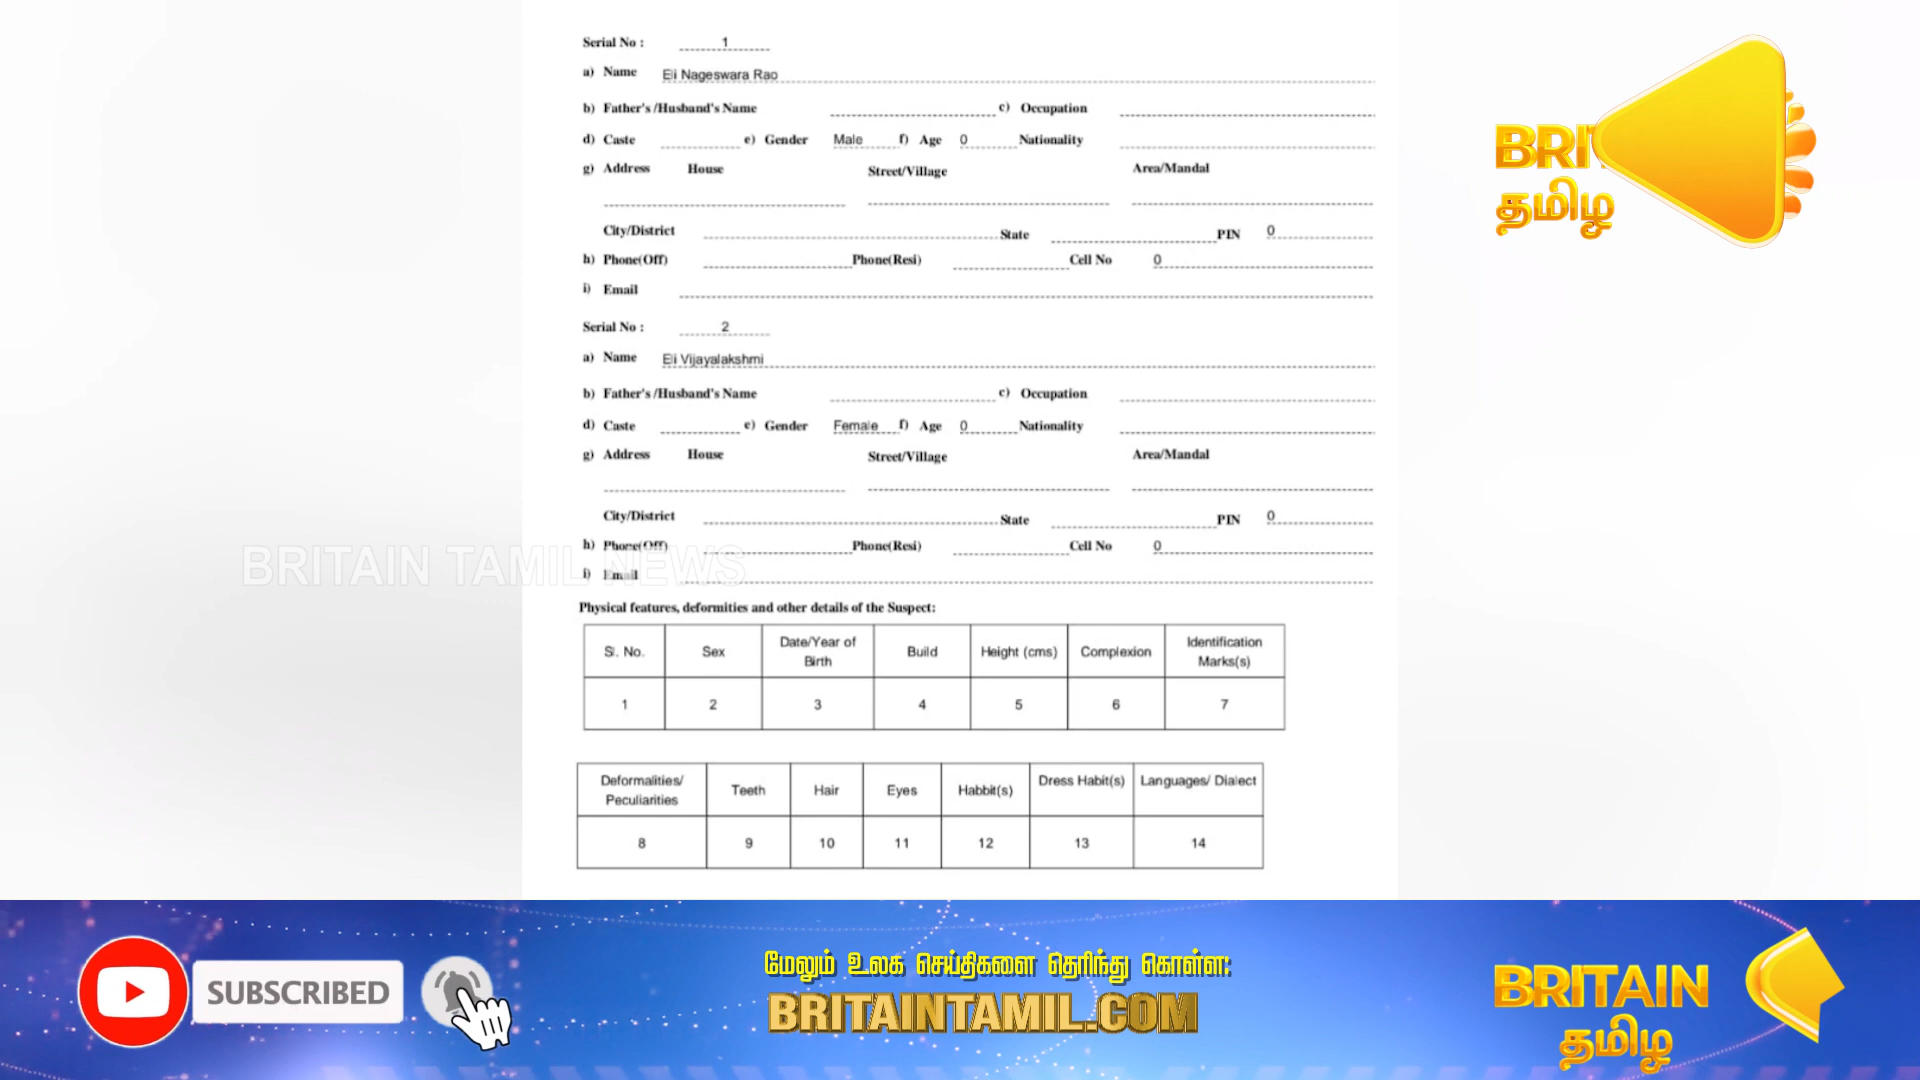 Serial No : 1
a) Name Eli Nageswara Rao
b) Father's /Husband's Name c) Occupation
d) Caste e) Gender Male f) Age 0 Nationality
g) Address House Street/Village Area/Mandal
City/District State PIN 0
h) Phone(Off) Phone(Resi) Cell No 0
i) Email
Serial No : 2
a) Name Eli Vijayalakshmi
b) Father's /Husband's Name c) Occupation
d) Caste e) Gender Female f) Age 0 Nationality
g) Address House Street/Village Area/Mandal
City/District State PIN 0
h) Phone(Off) Phone(Resi) Cell No 0
i) Email
Physical features, deformities and other details of the Suspect:
Sl. No. Sex Date/Year of Birth Build Height (cms) Complexion Identification Marks(s)
1 2 3 4 5 6 7
Deformalities/ Peculiarities Teeth Hair Eyes Habbit(s) Dress Habit(s) Languages/ Dialect
8 9 10 11 12 13 14
BRITAIN TAMIL NEWS
BRI
தமிழ்
SUBSCRIBED
மேலும் உலக செய்திகளை தெரிந்து கொள்ள:
BRITAINTAMIL.COM
BRITAIN
தமிழ்